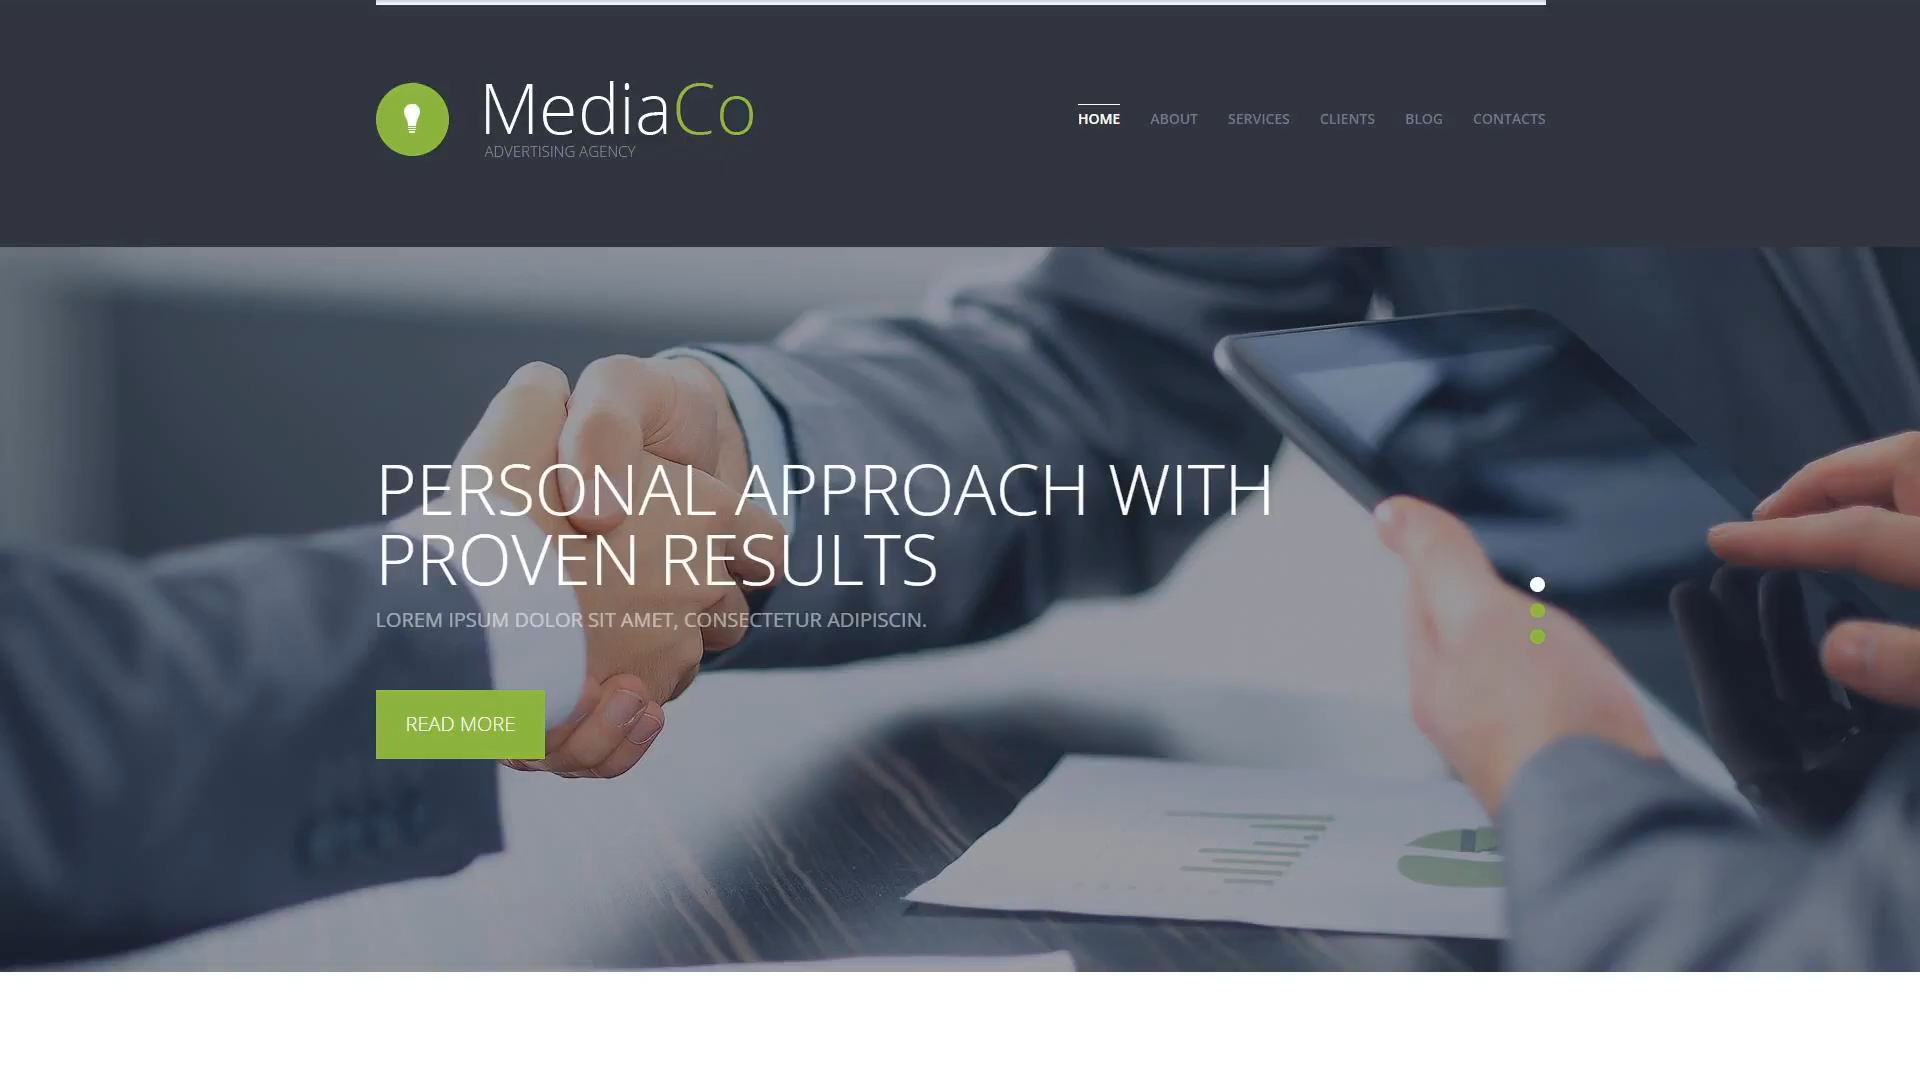 MediaCo
ADVERTISING AGENCY
HOME ABOUT SERVICES CLIENTS BLOG CONTACTS
PERSONAL APPROACH WITH
PROVEN RESULTS
LOREM IPSUM DOLOR SIT AMET, CONSECTETUR ADIPISCIN.
READ MORE